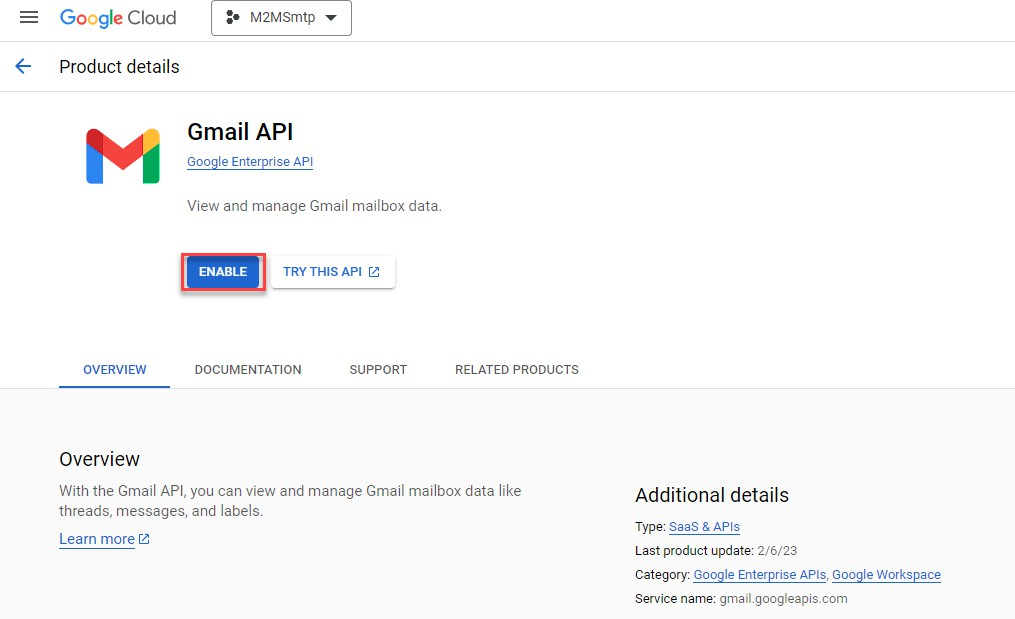 Google Cloud
M2MSmtp
Product details
Gmail API
Google Enterprise API
View and manage Gmail mailbox data.
ENABLE
TRY THIS API
OVERVIEW
DOCUMENTATION
SUPPORT
RELATED PRODUCTS
Overview
With the Gmail API, you can view and manage Gmail mailbox data like
threads, messages, and labels.
Learn more
Additional details
Type: SaaS & APIs
Last product update: 2/6/23
Category: Google Enterprise APIs, Google Workspace
Service name: gmail.googleapis.com